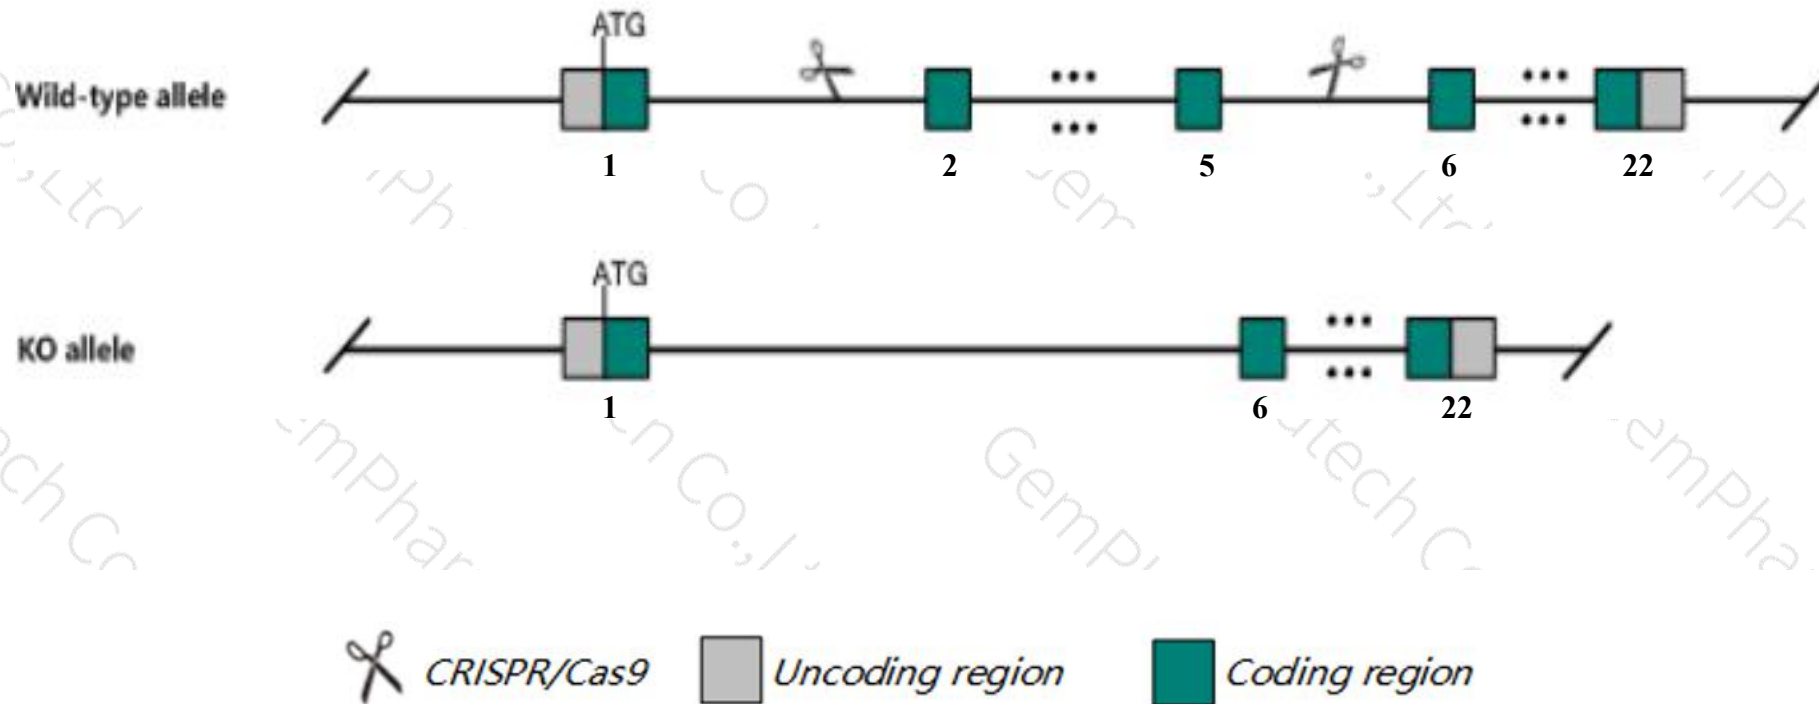 ATG
Wild-type allele
1 2 5 6 22
ATG
KO allele
1 6 22
CRISPR/Cas9 Uncoding region Coding region